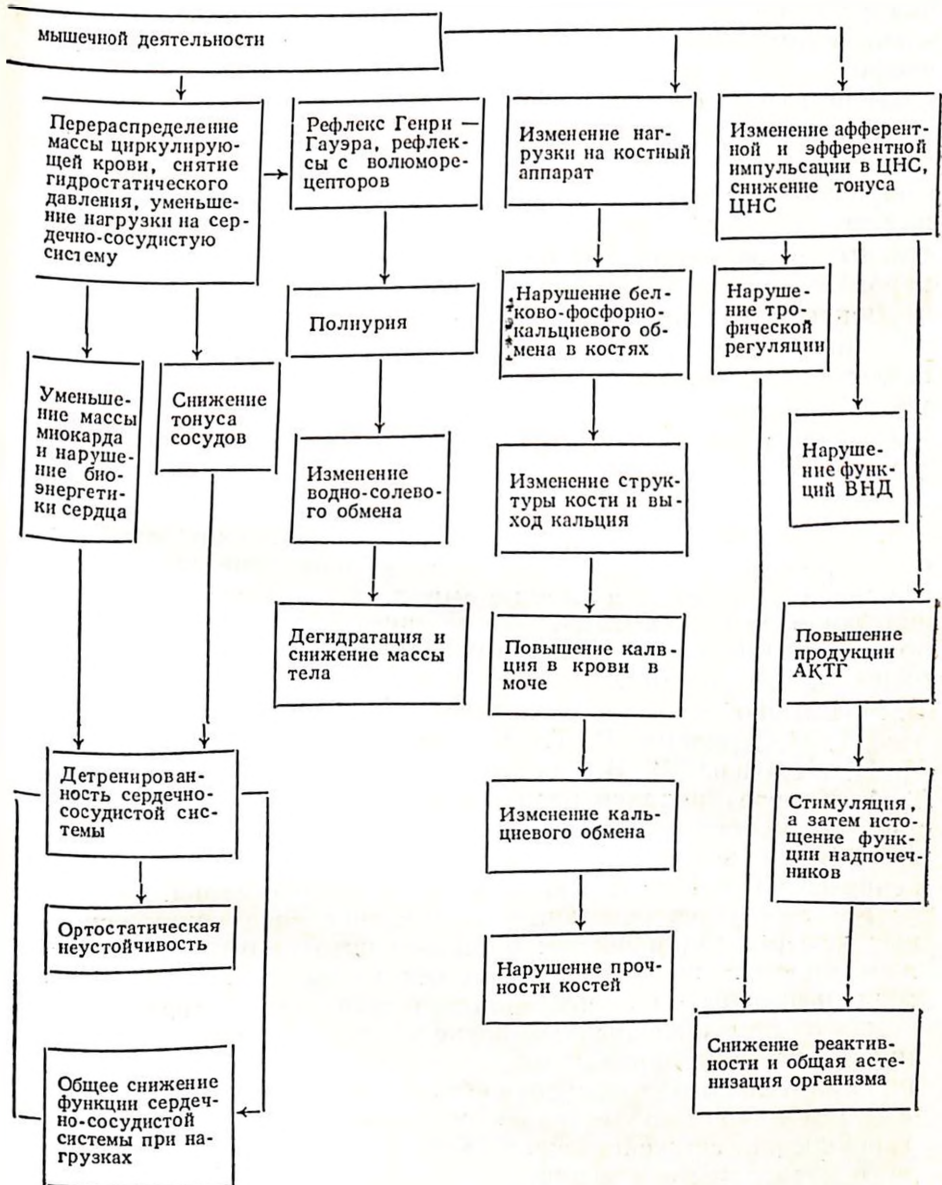 мышечной деятельности
Перераспределение
массы циркулирую-
щей крови, снятие
гидростатического
давления, уменьше-
ние нагрузки на сер-
дечно-сосудистую
систему
Рефлекс Генри —
Гауэра, рефлек-
сы с волюморе-
цепторов
Изменение наг-
рузки на костный
аппарат
Изменение афферент-
ной и эфферентной
импульсации в ЦНС,
снижение тонуса
ЦНС
Полиурия
Нарушение бел-
ково-фосфорно-
кальциевого об-
мена в костях
Наруше-
ние тро-
фической
регуляции
Уменьше-
ние массы
миокарда
и наруше-
ние био-
энергети-
ки сердца
Снижение
тонуса
сосудов
Изменение
водно-солево-
го обмена
Изменение струк-
туры кости и вы-
ход кальция
Наруше-
ние функ-
ций ВНД
Дегидратация и
снижение массы
тела
Повышение калв-
ция в крови в
моче
Повышение
продукции
АКТГ
Детренирован-
ность сердечно-
сосудистой сис-
темы
Изменение каль-
циевого обмена
Стимуляция,
а затем исто-
щение функ-
ции надпочеч-
ников
Ортостатическая
неустойчивость
Нарушение проч-
ности костей
Общее снижение
функции сердеч-
но-сосудистой
системы при на-
грузках
Снижение реактив-
ности и общая асте-
низация организма